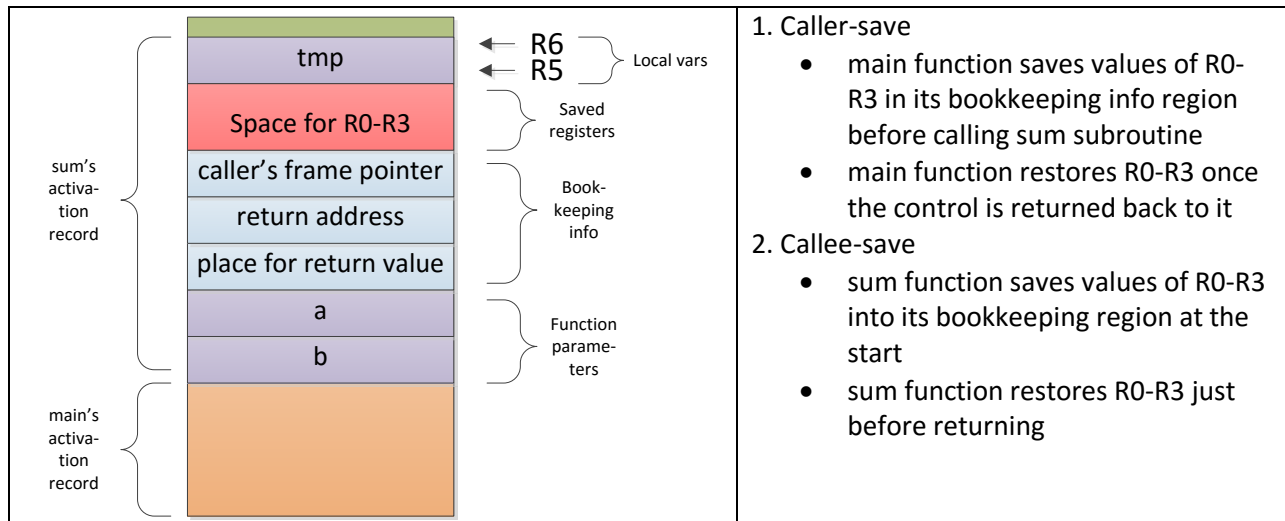 sum's
activa-
tion
record
main's
activa-
tion
record
tmp
Space for R0-R3
caller's frame pointer
return address
place for return value
a
b
R6
R5
Local vars
Saved
registers
Book-
keeping
info
Function
parame-
ters
1. Caller-save
• main function saves values of R0-
R3 in its bookkeeping info region
before calling sum subroutine
• main function restores R0-R3 once
the control is returned back to it
2. Callee-save
• sum function saves values of R0-R3
into its bookkeeping region at the
start
• sum function restores R0-R3 just
before returning